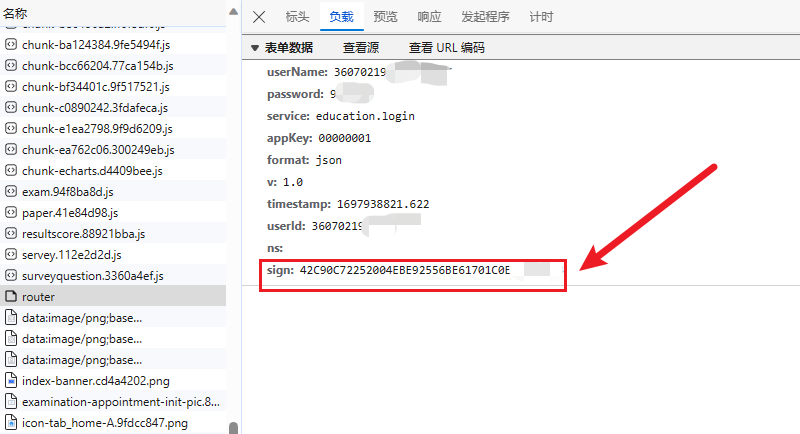 名称
chunk-ba124384.9fe5494f.js
chunk-bcc66204.77ca154b.js
chunk-bf34401c.9f517521.js
chunk-c0890242.3fdafeca.js
chunk-e1ea2798.9f9d6209.js
chunk-ea762c06.300249eb.js
chunk-echarts.d4409bee.js
exam.94f8ba8d.js
paper.41e84d98.js
resultscore.88921bba.js
servey.112e2d2d.js
surveyquestion.3360a4ef.js
router
data:image/png;base...
data:image/png;base...
data:image/png;base...
index-banner.cd4a4202.png
examination-appointment-init-pic.8...
icon-tab_home-A.9fdcc847.png
标头 负载 预览 响应 发起程序 计时
表单数据 查看源 查看 URL 编码
userName: 36070219
password: 9
service: education.login
appKey: 00000001
format: json
v: 1.0
timestamp: 1697938821.622
userId: 36070219
ns:
sign: 42C90C72252004EBE92556BE61701C0E